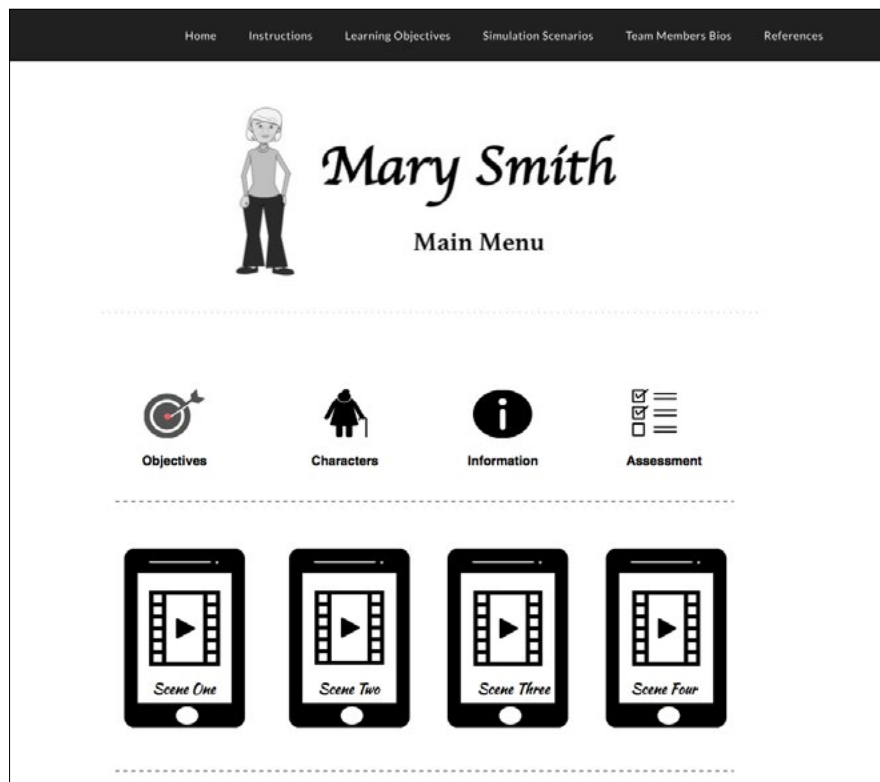 Home Instructions Learning Objectives Simulation Scenarios Team Members Bios References
Mary Smith
Main Menu
Objectives Characters Information Assessment
Scene One Scene Two Scene Three Scene Four